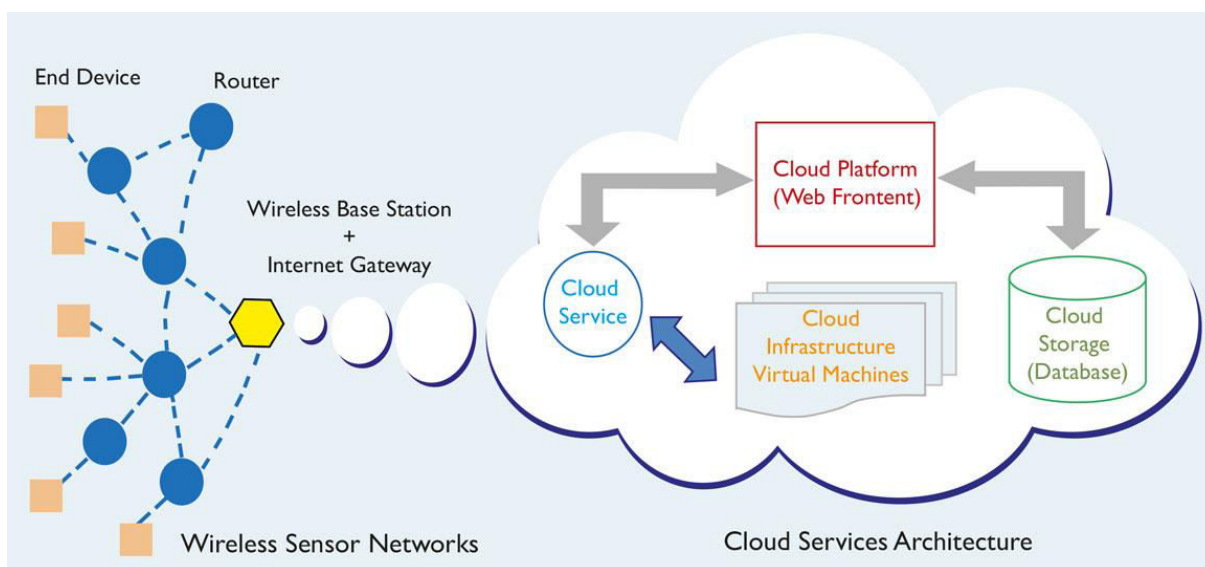 End Device
Router
Wireless Base Station
+
Internet Gateway
Cloud Platform
(Web Frontent)
Cloud
Service
Cloud
Infrastructure
Virtual Machines
Cloud
Storage
(Database)
Wireless Sensor Networks
Cloud Services Architecture